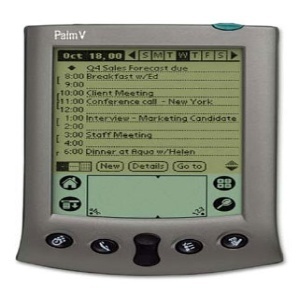 Palm V
Oct 18, 00 S M T W T F S
Q4 Sales Forecast due
8:00 Breakfast w/Ed
9:00
10:00 Client Meeting
11:00 Conference call - New York
12:00
1:00 Interview - Marketing Candidate
2:00
3:00 Staff Meeting
4:00
6:00 Dinner at Aqua w/Helen
New Details Go to